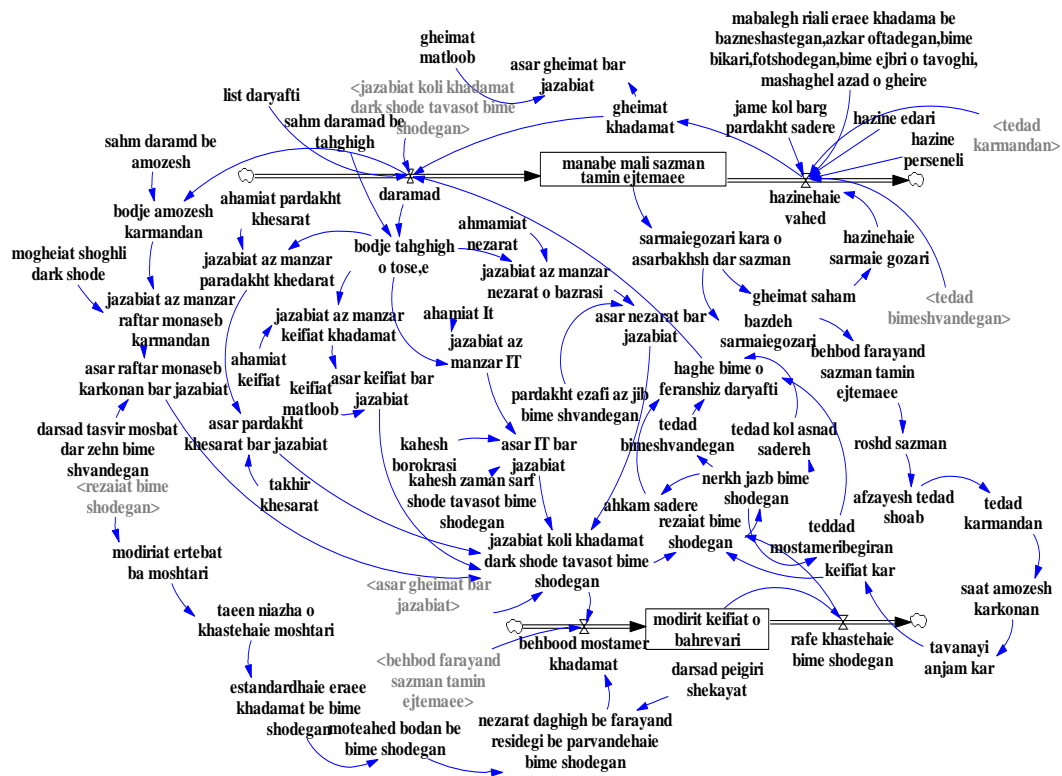 mabalegh riali eraee khadama be
bazneshastegan,azkar oftadegan,bime
bikari,fotshodegan,bime ejbri o tavoghi,
mashaghel azad o gheire
gheimat
matloob
asar gheimat bar
jazabiat
<jazabiat koli khadamat
dark shode tavasot bime
shodegan>
list daryafti
sahm daramad be
tahghigh
gheimat
khadamat
jame kol barg
pardakht sadere
hazine edari
hazine
perseneli
<tedad
karmandan>
sahm daramd be
amozesh
manabe mali sazman
tamin ejtemaee
daramad
hazinehaie
vahed
bodje amozesh
karmandan
ahamiat pardakht
khesarat
bodje tahghigh
o tose,e
ahmamiat
nezarat
sarmaiegozari kara o
asarbakhsh dar sazman
hazinehaie
sarmaie gozari
mogheiat shoghli
dark shode
jazabiat az manzar
paradakht khedarat
jazabiat az manzar
nezarat o bazrasi
gheimat saham
<tedad
bimeshvandegan>
jazabiat az manzar
raftar monaseb
karmandan
jazabiat az manzar
keifiat khadamat
ahamiat It
asar nezarat bar
jazabiat
bazdeh
sarmaiegozari
jazabiat az
manzar IT
behbod farayand
sazman tamin
ejtemaee
ahamiat
keifiat
asar raftar monaseb
karkonan bar jazabiat
asar keifiat bar
jazabiat
haghe bime o
feranshiz daryafti
keifiat
matloob
pardakht ezafi az jib
bime shvandegan
darsad tasvir mosbat
dar zehn bime
shvandegan
asar pardakht
khesarat bar jazabiat
kahesh
borokrasi
asar IT bar
jazabiat
tedad
bimeshvandegan
tedad kol asnad
sadereh
roshd sazman
<rezaiat bime
shodegan>
takhir
khesarat
kahesh zaman sarf
shode tavasot bime
shodegan
ahkam sadere
nerkh jazb bime
shodegan
afzayesh tedad
shoab
tedad
karmandan
modiriat ertebat
ba moshtari
jazabiat koli khadamat
dark shode tavasot bime
shodegan
rezaiat bime
shodegan
teddad
mostameribegiran
keifiat kar
<asar gheimat bar
jazabiat>
saat amozesh
karkonan
taeen niazha o
khastehaie moshtari
behbood mostamer
khadamat
modirit keifiat o
bahrevari
rafe khastehaie
bime shodegan
tavanayi
anjam kar
<behbod farayand
sazman tamin
ejtemaee>
darsad peigiri
shekayat
estandardhaie eraee
khadamat be bime
shodegan
moteahed bodan be
bime shodegan
nezarat daghigh be farayand
residegi be parvandehaie
bime shodegan